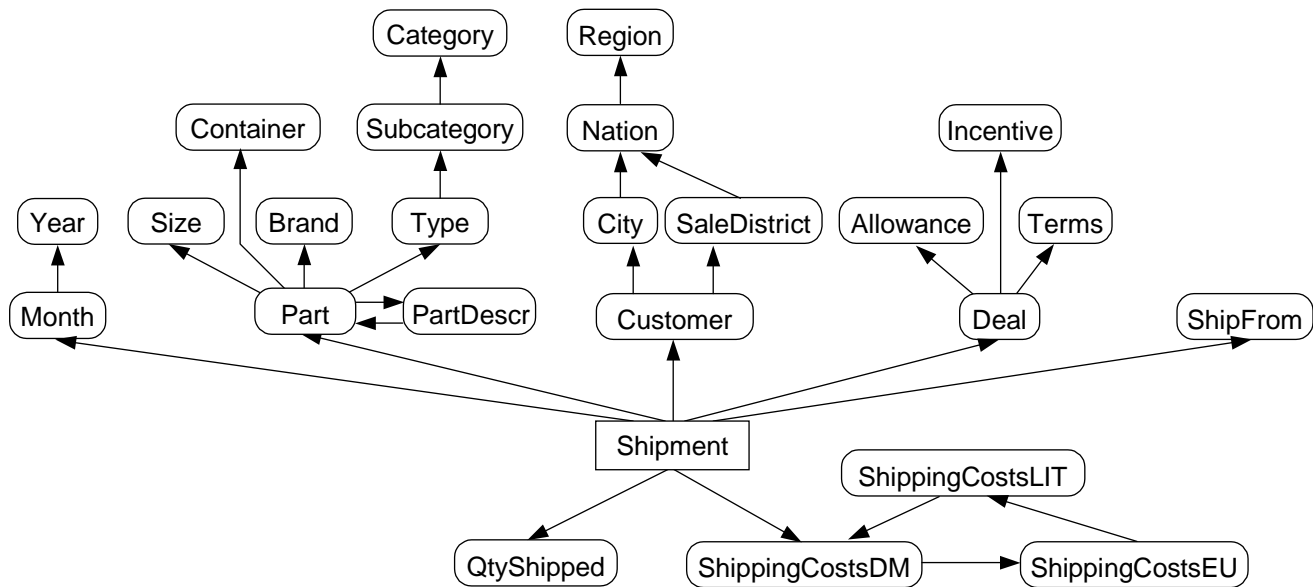 Category
Region
Container
Subcategory
Nation
Incentive
Year
Size
Brand
Type
City
SaleDistrict
Allowance
Terms
Month
Part
PartDescr
Customer
Deal
ShipFrom
Shipment
ShippingCostsLIT
QtyShipped
ShippingCostsDM
ShippingCostsEU